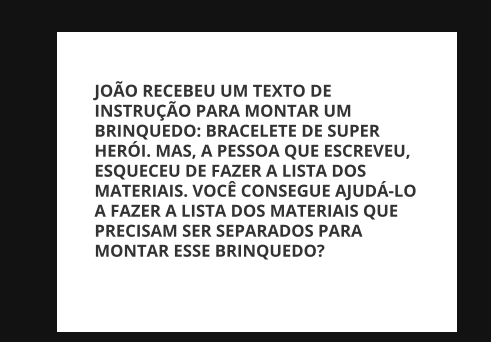 JOÃO RECEBEU UM TEXTO DE
INSTRUÇÃO PARA MONTAR UM
BRINQUEDO: BRACELETE DE SUPER
HERÓI. MAS, A PESSOA QUE ESCREVEU,
ESQUECEU DE FAZER A LISTA DOS
MATERIAIS. VOCÊ CONSEGUE AJUDÁ-LO
A FAZER A LISTA DOS MATERIAIS QUE
PRECISAM SER SEPARADOS PARA
MONTAR ESSE BRINQUEDO?